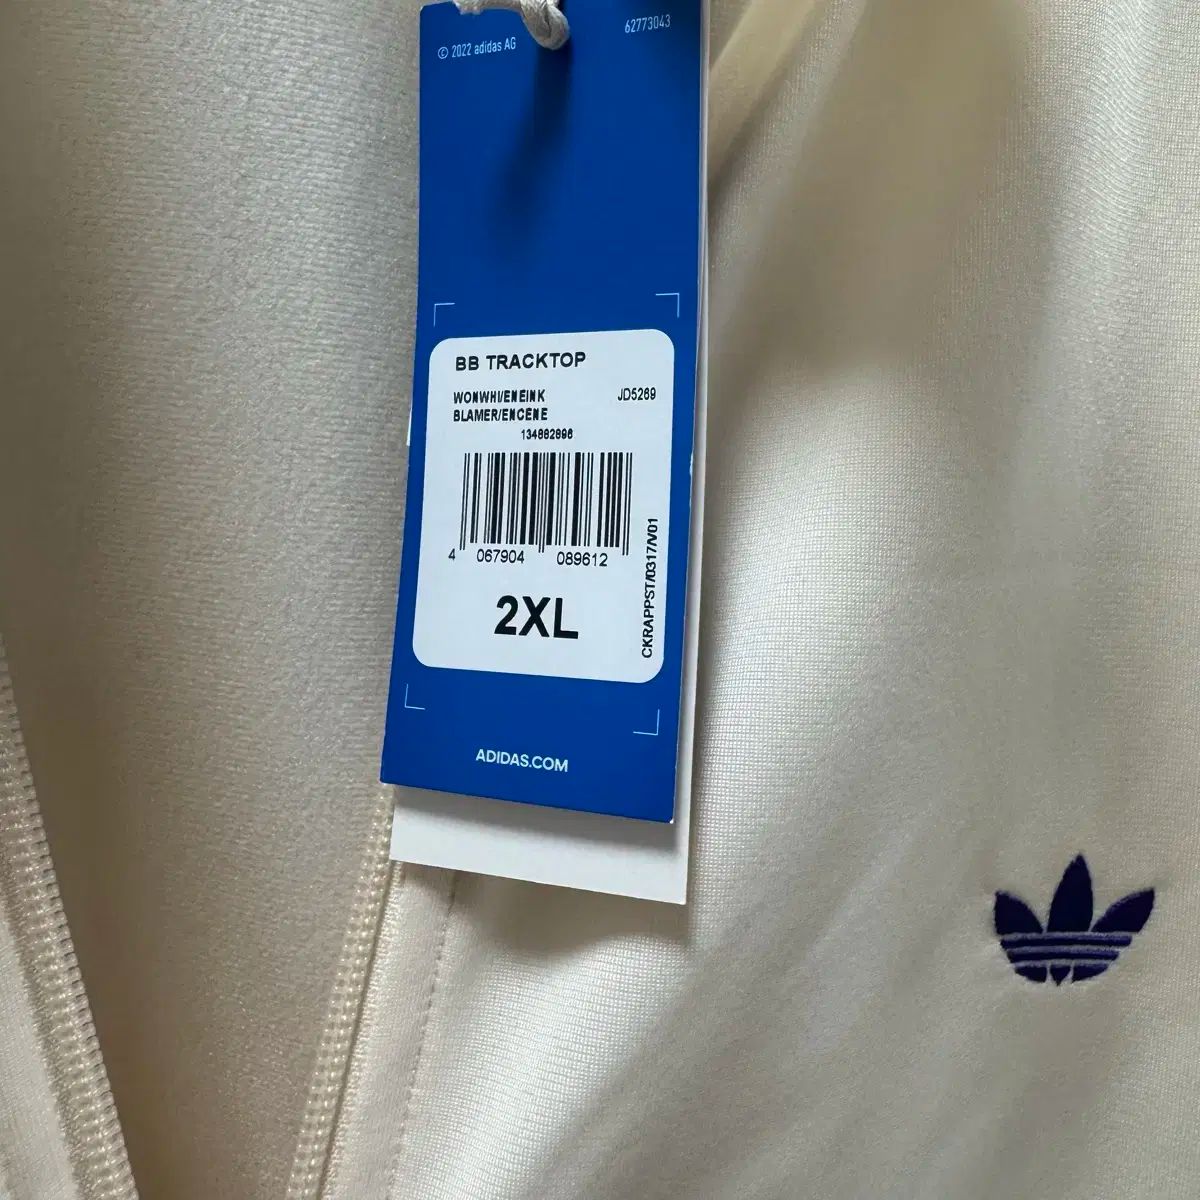 © 2022 adidas AG
62773043
BB TRACKTOP
WONWHI/ENEINK
JD5269
BLAMER/ENCENE
134882896
4 067904 089612
2XL
CKRAPPST/0317/V01
ADIDAS.COM